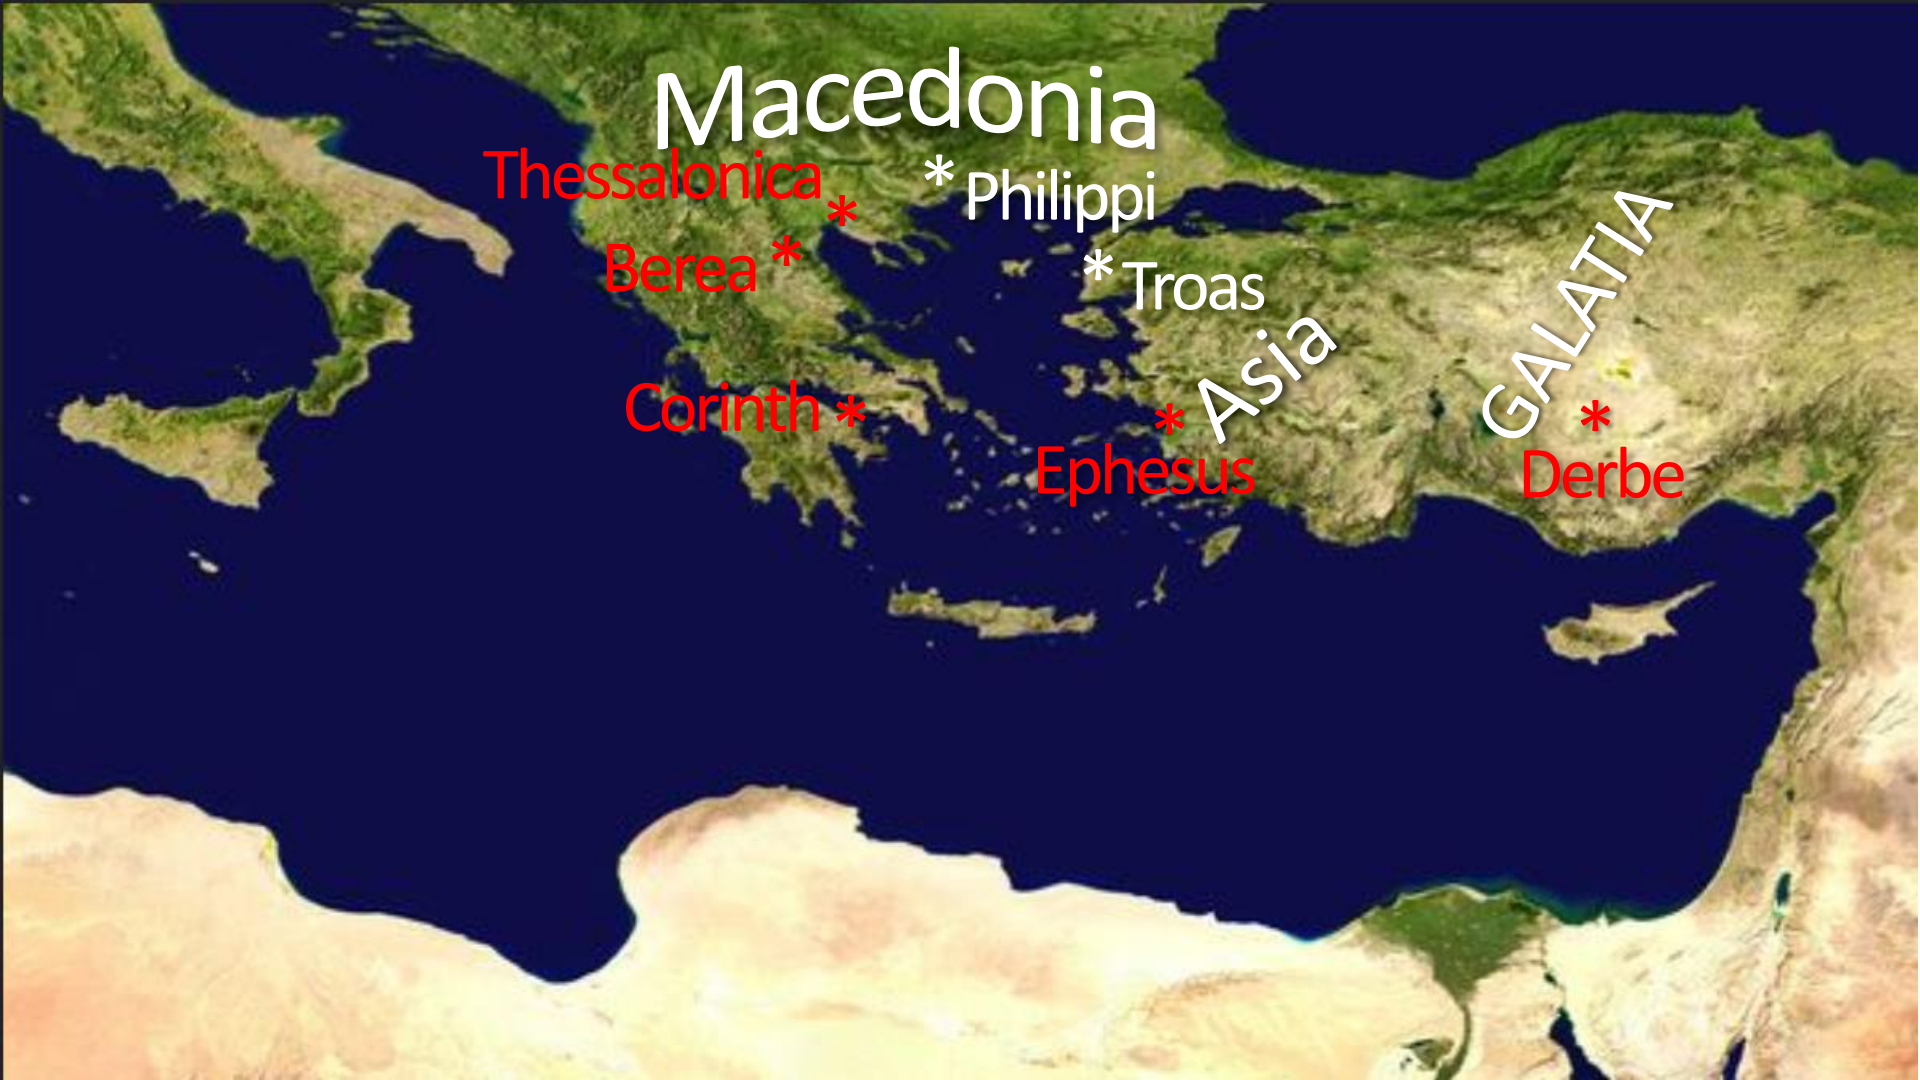 Macedonia
Thessalonica *
* Philippi
Berea *
* Troas
GALATIA
Asia
Corinth *
* Ephesus
* Derbe